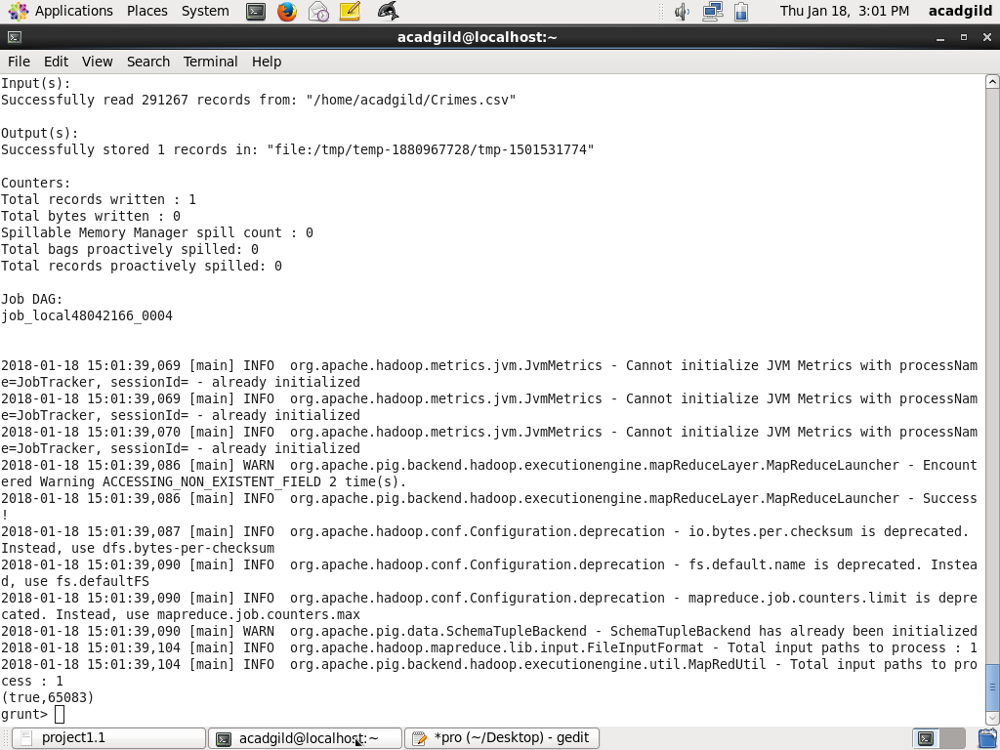 Applications Places System Thu Jan 18, 3:01 PM acadgild
acadgild@localhost:~
File Edit View Search Terminal Help
Input(s):
Successfully read 291267 records from: "/home/acadgild/Crimes.csv"
Output(s):
Successfully stored 1 records in: "file:/tmp/temp-1880967728/tmp-1501531774"
Counters:
Total records written : 1
Total bytes written : 0
Spillable Memory Manager spill count : 0
Total bags proactively spilled: 0
Total records proactively spilled: 0
Job DAG:
job_local48042166_0004
2018-01-18 15:01:39,069 [main] INFO  org.apache.hadoop.metrics.jvm.JvmMetrics - Cannot initialize JVM Metrics with processNam
e=JobTracker, sessionId= - already initialized
2018-01-18 15:01:39,069 [main] INFO  org.apache.hadoop.metrics.jvm.JvmMetrics - Cannot initialize JVM Metrics with processNam
e=JobTracker, sessionId= - already initialized
2018-01-18 15:01:39,070 [main] INFO  org.apache.hadoop.metrics.jvm.JvmMetrics - Cannot initialize JVM Metrics with processNam
e=JobTracker, sessionId= - already initialized
2018-01-18 15:01:39,086 [main] WARN  org.apache.pig.backend.hadoop.executionengine.mapReduceLayer.MapReduceLauncher - Encount
ered Warning ACCESSING_NON_EXISTENT_FIELD 2 time(s).
2018-01-18 15:01:39,086 [main] INFO  org.apache.pig.backend.hadoop.executionengine.mapReduceLayer.MapReduceLauncher - Success
!
2018-01-18 15:01:39,087 [main] INFO  org.apache.hadoop.conf.Configuration.deprecation - io.bytes.per.checksum is deprecated.
Instead, use dfs.bytes-per-checksum
2018-01-18 15:01:39,090 [main] INFO  org.apache.hadoop.conf.Configuration.deprecation - fs.default.name is deprecated. Instea
d, use fs.defaultFS
2018-01-18 15:01:39,090 [main] INFO  org.apache.hadoop.conf.Configuration.deprecation - mapreduce.job.counters.limit is depre
cated. Instead, use mapreduce.job.counters.max
2018-01-18 15:01:39,090 [main] WARN  org.apache.pig.data.SchemaTupleBackend - SchemaTupleBackend has already been initialized
2018-01-18 15:01:39,104 [main] INFO  org.apache.hadoop.mapreduce.lib.input.FileInputFormat - Total input paths to process : 1
2018-01-18 15:01:39,104 [main] INFO  org.apache.pig.backend.hadoop.executionengine.util.MapRedUtil - Total input paths to pro
cess : 1
(true,65083)
grunt>
project1.1 acadgild@localhost:~ *pro (~/Desktop) - gedit